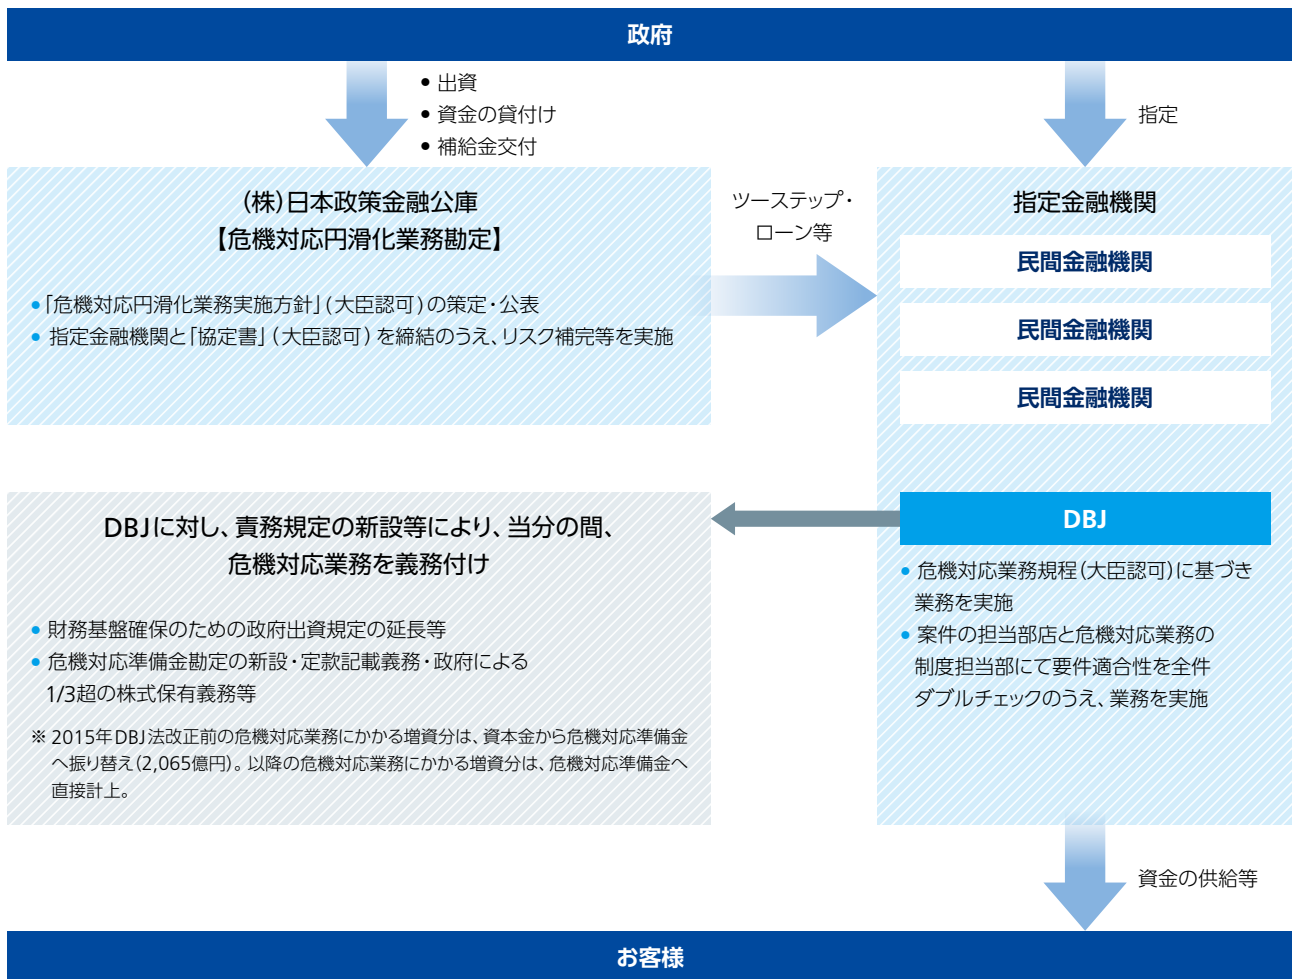 政府
• 出資
• 資金の貸付け
• 補給金交付
指定
(株)日本政策金融公庫
【危機対応円滑化業務勘定】
•「危機対応円滑化業務実施方針」(大臣認可)の策定・公表
• 指定金融機関と「協定書」(大臣認可)を締結のうえ、リスク補完等を実施
ツーステップ・
ローン等
指定金融機関
民間金融機関
民間金融機関
民間金融機関
DBJ
• 危機対応業務規程(大臣認可)に基づき
業務を実施
• 案件の担当部店と危機対応業務の
制度担当部にて要件適合性を全件
ダブルチェックのうえ、業務を実施
DBJに対し、責務規定の新設等により、当分の間、
危機対応業務を義務付け
• 財務基盤確保のための政府出資規定の延長等
• 危機対応準備金勘定の新設・定款記載義務・政府による
1/3超の株式保有義務等
※ 2015年DBJ法改正前の危機対応業務にかかる増資分は、資本金から危機対応準備金
へ振り替え(2,065億円)。以降の危機対応業務にかかる増資分は、危機対応準備金へ
直接計上。
資金の供給等
お客様